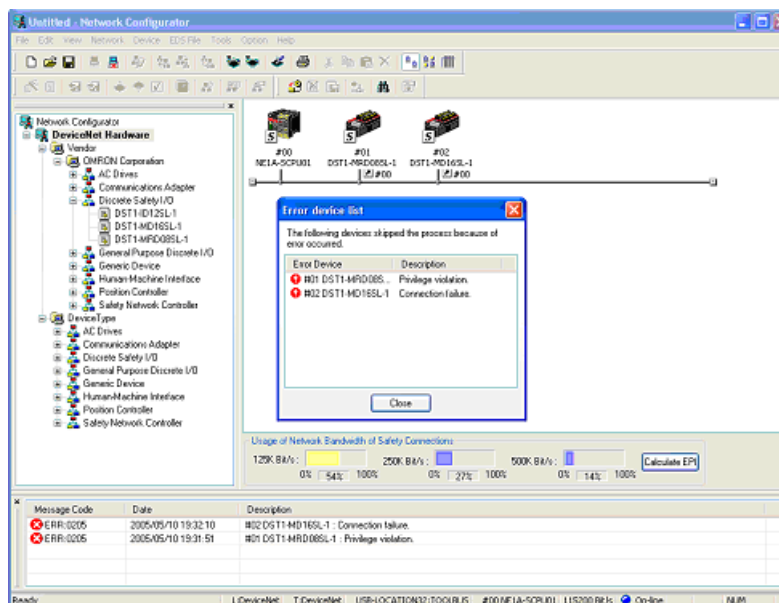 Untitled - Network Configurator
File Edit View Network Device EDS File Tools Option Help
Network Configurator
DeviceNet Hardware
Vendor
OMRON Corporation
AC Drives
Communications Adapter
Discrete Safety I/O
DST1-ID12SL-1
DST1-MD16SL-1
DST1-MRD08SL-1
General Purpose Discrete I/O
Generic Device
Human-Machine Interface
Position Controller
Safety Network Controller
DeviceType
AC Drives
Communications Adapter
Discrete Safety I/O
General Purpose Discrete I/O
Generic Device
Human-Machine Interface
Position Controller
Safety Network Controller
S S S
#00 #01 #02
NE1A-SCPU01 DST1-MRD08SL-1 DST1-MD16SL-1
#00 #00
Error device list
The following devices skipped the process because of
error occurred.
Error Device Description
#01 DST1-MRD08S... Privilege violation.
#02 DST1-MD16SL-1 Connection failure.
Close
Usage of Network Bandwidth of Safety Connections
125K Bit/s : 250K Bit/s : 500K Bit/s : Calculate EPI
0% 54% 100% 0% 27% 100% 0% 14% 100%
Message Code Date Description
ERR:0205 2005/05/10 19:32:10 #02 DST1-MD16SL-1 : Connection failure.
ERR:0205 2005/05/10 19:31:51 #01 DST1-MRD08SL-1 : Privilege violation.
Ready L:DeviceNet T:DeviceNet USB-LOCATION32:TOOLBUS #00 NE1A-SCPU01 115200 Bit/s On-line NUM